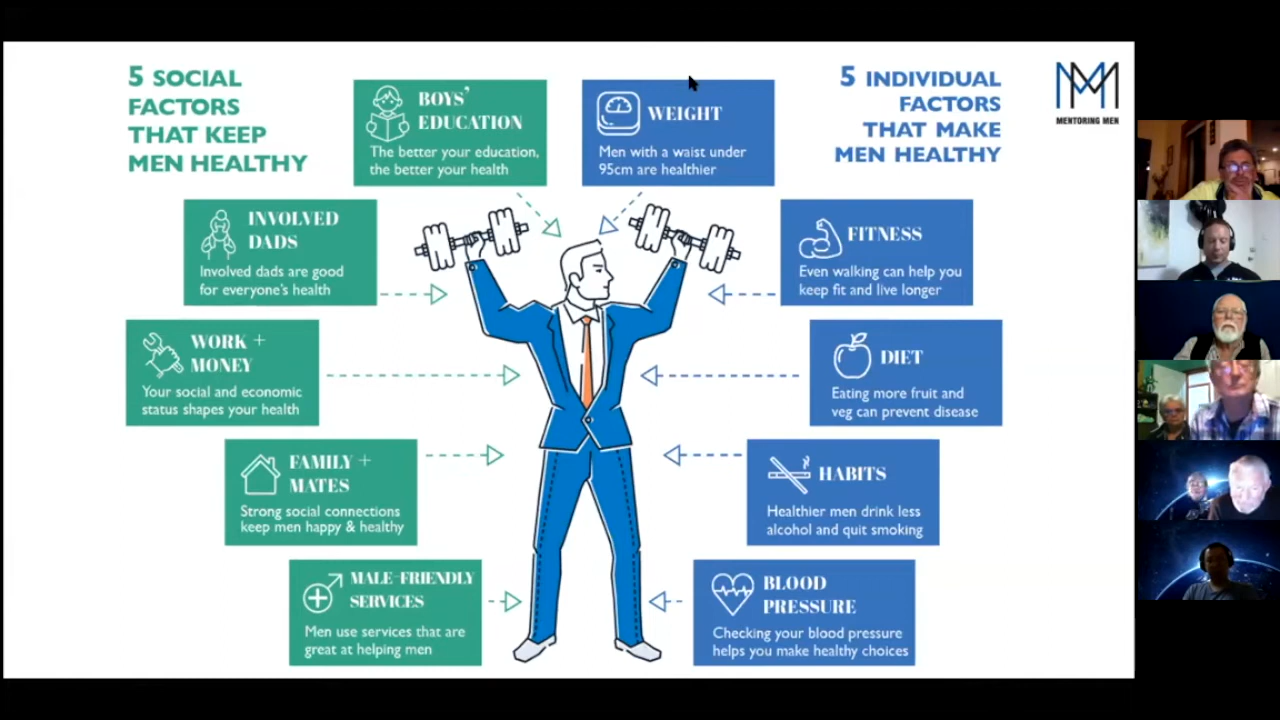 5 SOCIAL
FACTORS
THAT KEEP
MEN HEALTHY
BOYS'
EDUCATION
The better your education,
the better your health
INVOLVED
DADS
Involved dads are good
for everyone's health
WORK +
MONEY
Your social and economic
status shapes your health
FAMILY +
MATES
Strong social connections
keep men happy & healthy
MALE-FRIENDLY
SERVICES
Men use services that are
great at helping men
5 INDIVIDUAL
FACTORS
THAT MAKE
MEN HEALTHY
WEIGHT
Men with a waist under
95cm are healthier
FITNESS
Even walking can help you
keep fit and live longer
DIET
Eating more fruit and
veg can prevent disease
HABITS
Healthier men drink less
alcohol and quit smoking
BLOOD
PRESSURE
Checking your blood pressure
helps you make healthy choices
MM
MENTORING MEN